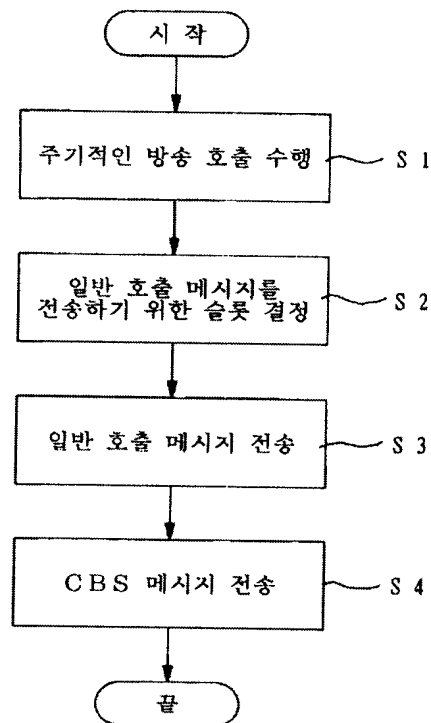 시 작
주기적인 방송 호출 수행
S 1
일반 호출 메시지를
전송하기 위한 슬롯 결정
S 2
일반 호출 메시지 전송
S 3
CBS 메시지 전송
S 4
끝